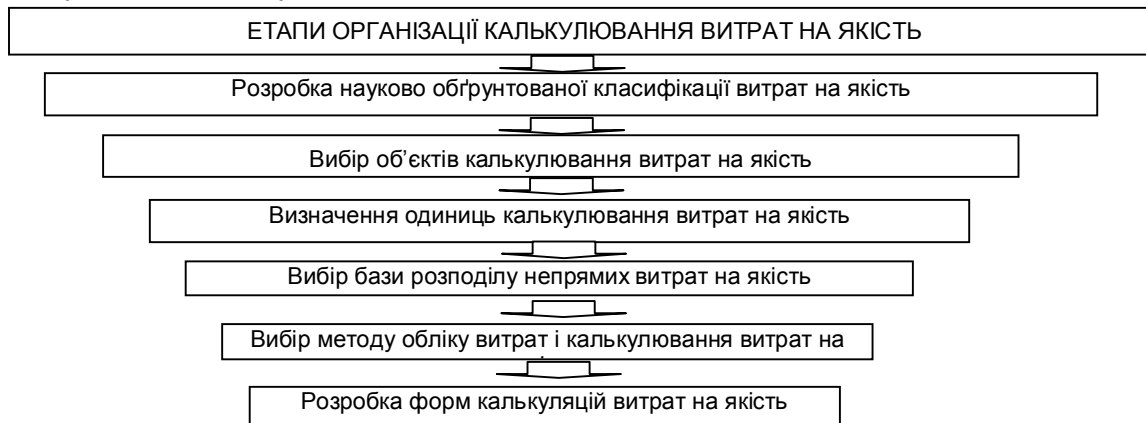 ЕТАПИ ОРГАНІЗАЦІЇ КАЛЬКУЛЮВАННЯ ВИТРАТ НА ЯКІСТЬ
Розробка науково обґрунтованої класифікації витрат на якість
Вибір об’єктів калькулювання витрат на якість
Визначення одиниць калькулювання витрат на якість
Вибір бази розподілу непрямих витрат на якість
Вибір методу обліку витрат і калькулювання витрат на
Розробка форм калькуляцій витрат на якість